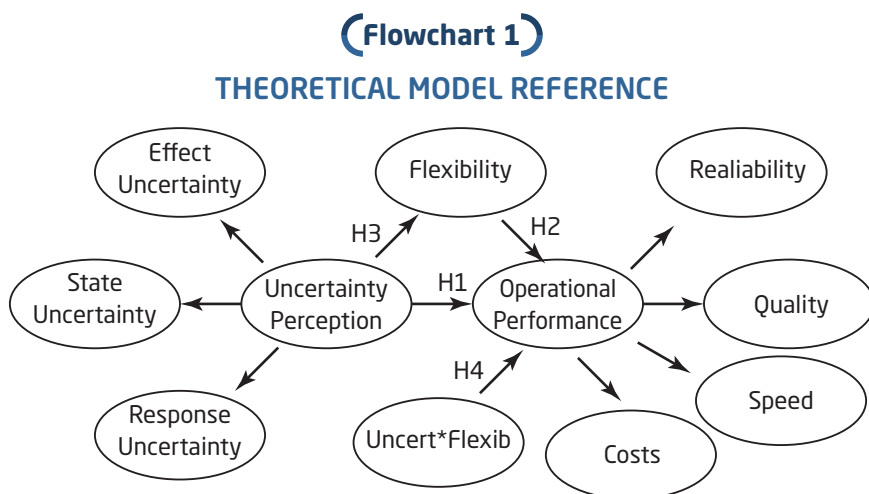 Flowchart 1
THEORETICAL MODEL REFERENCE
Effect
Uncertainty
Flexibility
Realiability
H3
H2
State
Uncertainty
Uncertainty
Perception
H1
Operational
Performance
Quality
H4
Response
Uncertainty
Uncert*Flexib
Costs
Speed